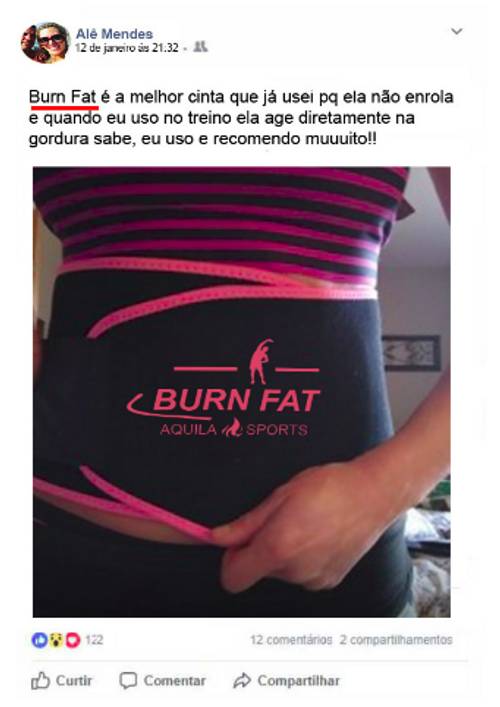 Alê Mendes
12 de janeiro ás 21:32 ·
Burn Fat é a melhor cinta que já usei pq ela não enrola
e quando eu uso no treino ela age diretamente na
gordura sabe, eu uso e recomendo muuuito!!
BURN FAT
AQUILA SPORTS
122
12 comentários 2 compartilhamentos
Curtir Comentar Compartilhar